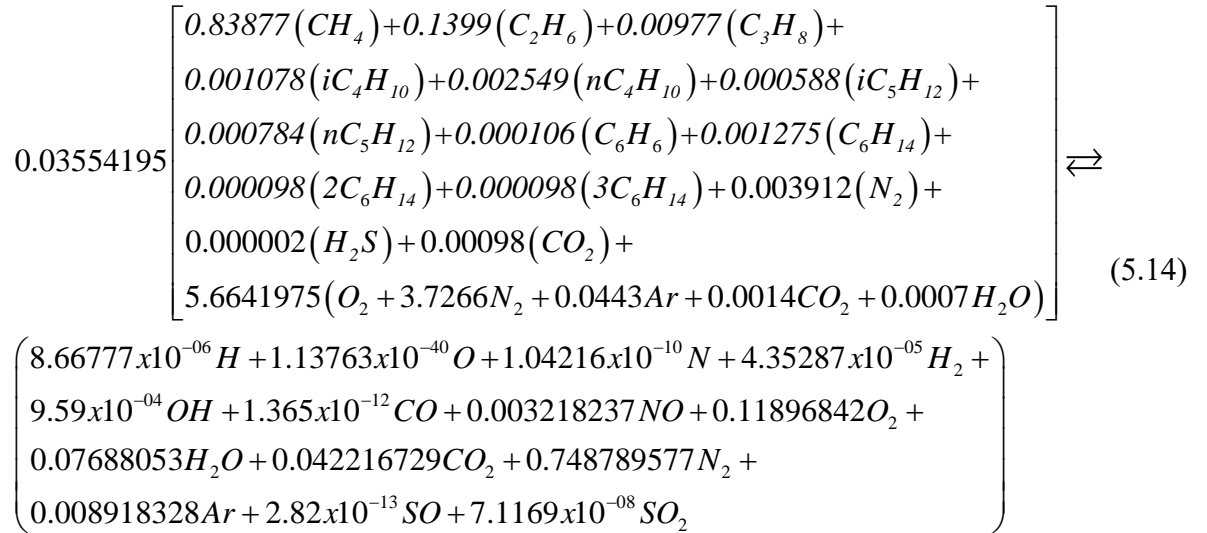 0.83877(CH₄)+0.1399(C₂H₆)+0.00977(C₃H₈)+
0.001078(iC₄H₁₀)+0.002549(nC₄H₁₀)+0.000588(iC₅H₁₂)+
0.000784(nC₅H₁₂)+0.000106(C₆H₆)+0.001275(C₆H₁₄)+
0.03554195[0.000098(2C₆H₁₄)+0.000098(3C₆H₁₄)+0.003912(N₂)+] ⇄
0.000002(H₂S)+0.00098(CO₂)+
5.6641975(O₂+3.7266N₂+0.0443Ar+0.0014CO₂+0.0007H₂O)
(5.14)
(8.66777x10⁻⁰⁶H+1.13763x10⁻⁴⁰O+1.04216x10⁻¹⁰N+4.35287x10⁻⁰⁵H₂+
9.59x10⁻⁰⁴OH+1.365x10⁻¹²CO+0.003218237NO+0.11896842O₂+
0.07688053H₂O+0.042216729CO₂+0.748789577N₂+
0.008918328Ar+2.82x10⁻¹³SO+7.1169x10⁻⁰⁸SO₂)